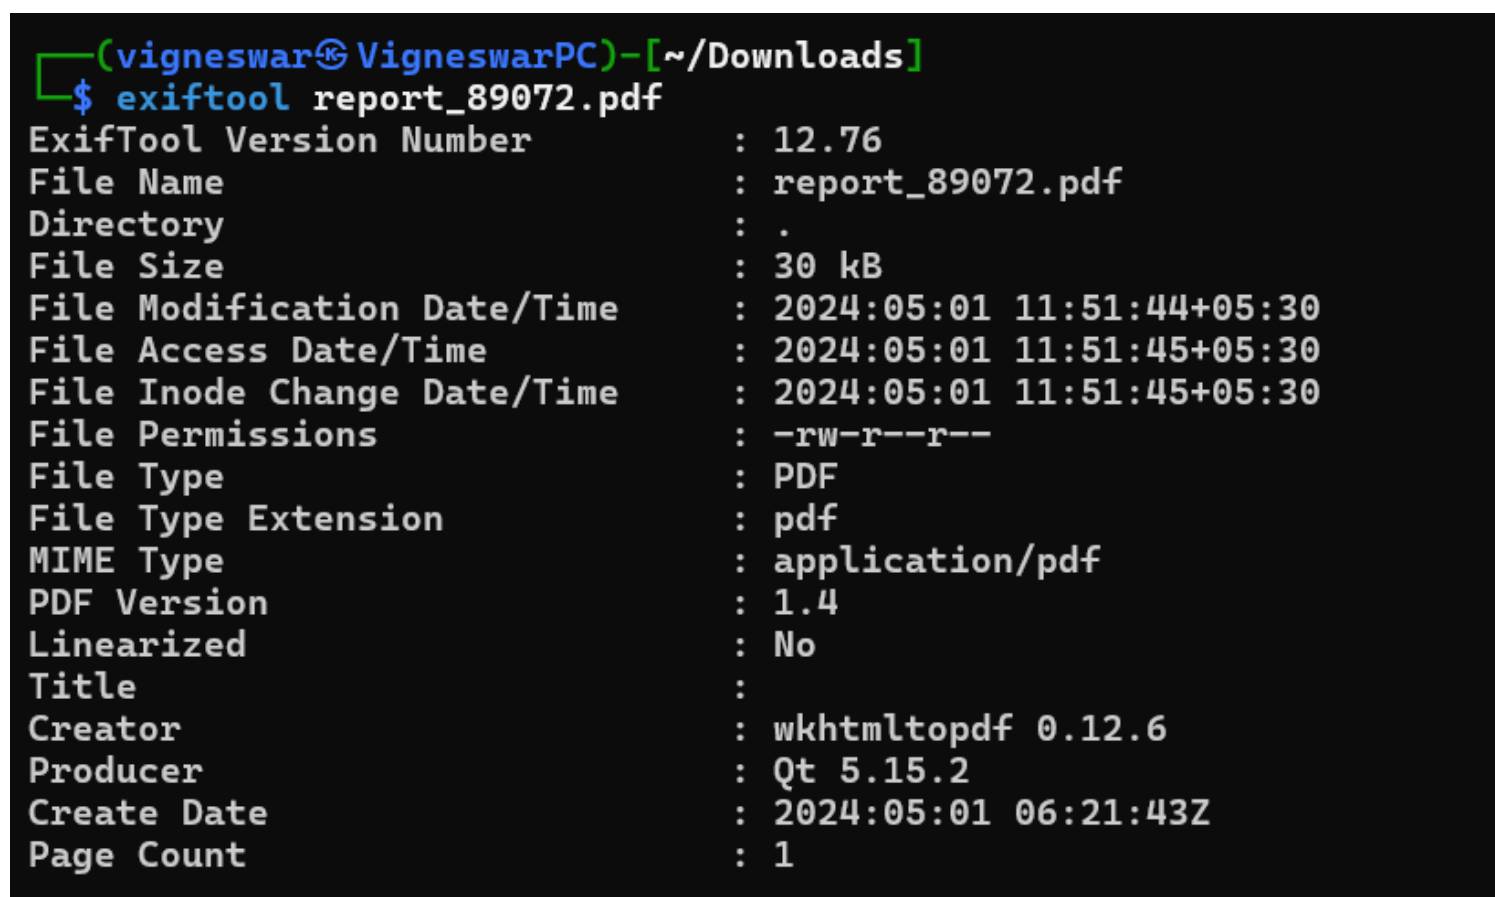 ┌──(vigneswar㉿VigneswarPC)-[~/Downloads]
└─$ exiftool report_89072.pdf
ExifTool Version Number : 12.76
File Name : report_89072.pdf
Directory : .
File Size : 30 kB
File Modification Date/Time : 2024:05:01 11:51:44+05:30
File Access Date/Time : 2024:05:01 11:51:45+05:30
File Inode Change Date/Time : 2024:05:01 11:51:45+05:30
File Permissions : -rw-r--r--
File Type : PDF
File Type Extension : pdf
MIME Type : application/pdf
PDF Version : 1.4
Linearized : No
Title :
Creator : wkhtmltopdf 0.12.6
Producer : Qt 5.15.2
Create Date : 2024:05:01 06:21:43Z
Page Count : 1